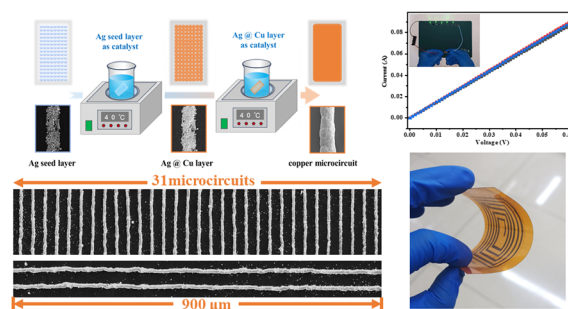 Ag seed layer
as catalyst
Ag @ Cu layer
as catalyst
40℃
40℃
Ag seed layer
Ag @ Cu layer
copper microcircuit
31microcircuits
900 μm
Current (A)
0.08
0.06
0.04
0.02
0.00
0.00
0.01
0.02
0.03
0.04
0.05
Voltage (V)